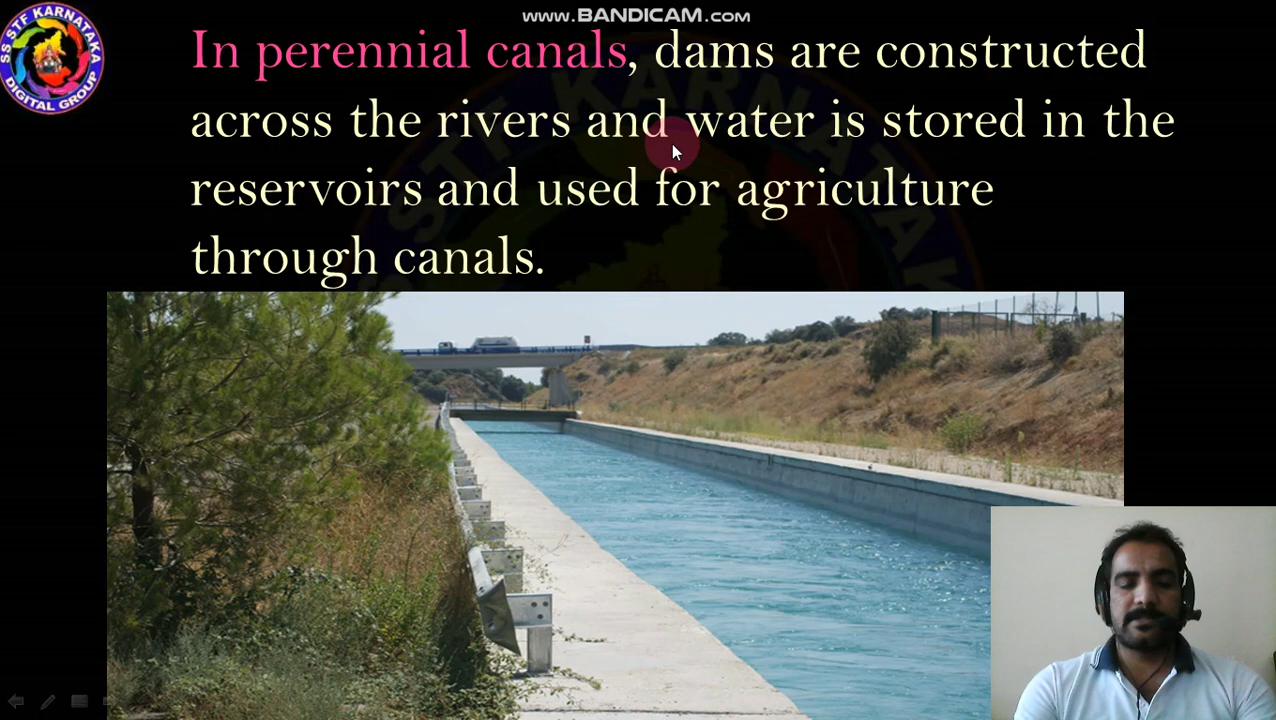 www.BANDICAM.com
SS STF KARNATAKA
DIGITAL GROUP
In perennial canals, dams are constructed
across the rivers and water is stored in the
reservoirs and used for agriculture
through canals.